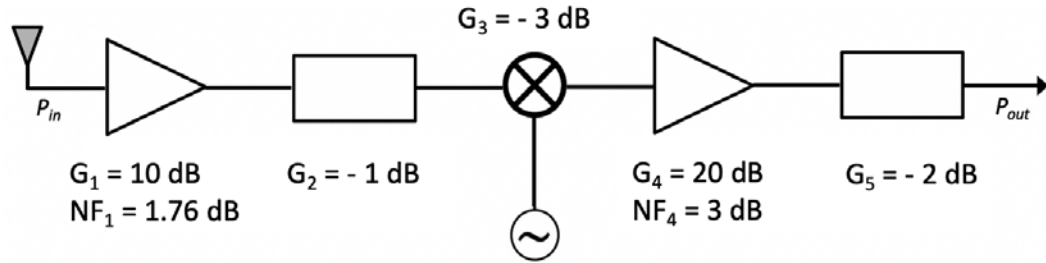 G₃ = - 3 dB
Pin
Pout
G₁ = 10 dB
NF₁ = 1.76 dB
G₂ = - 1 dB
G₄ = 20 dB
NF₄ = 3 dB
G₅ = - 2 dB
~